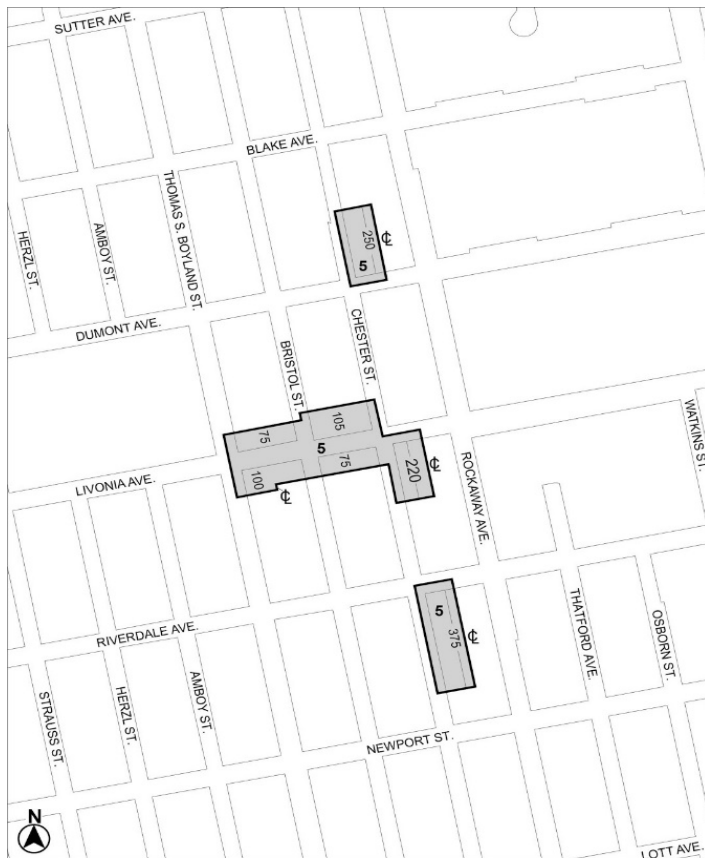 SUTTER AVE.
BLAKE AVE.
THOMAS S. BOYLAND ST.
AMBOY ST.
HERZL ST.
250
℄
5
DUMONT AVE.
CHESTER ST.
BRISTOL ST.
WATKINS ST.
105
75
5
75
100
220
℄
℄
LIVONIA AVE.
ROCKAWAY AVE.
5
375
℄
THATFORD AVE.
OSBORN ST.
RIVERDALE AVE.
AMBOY ST.
HERZL ST.
STRAUSS ST.
NEWPORT ST.
N
LOTT AVE.